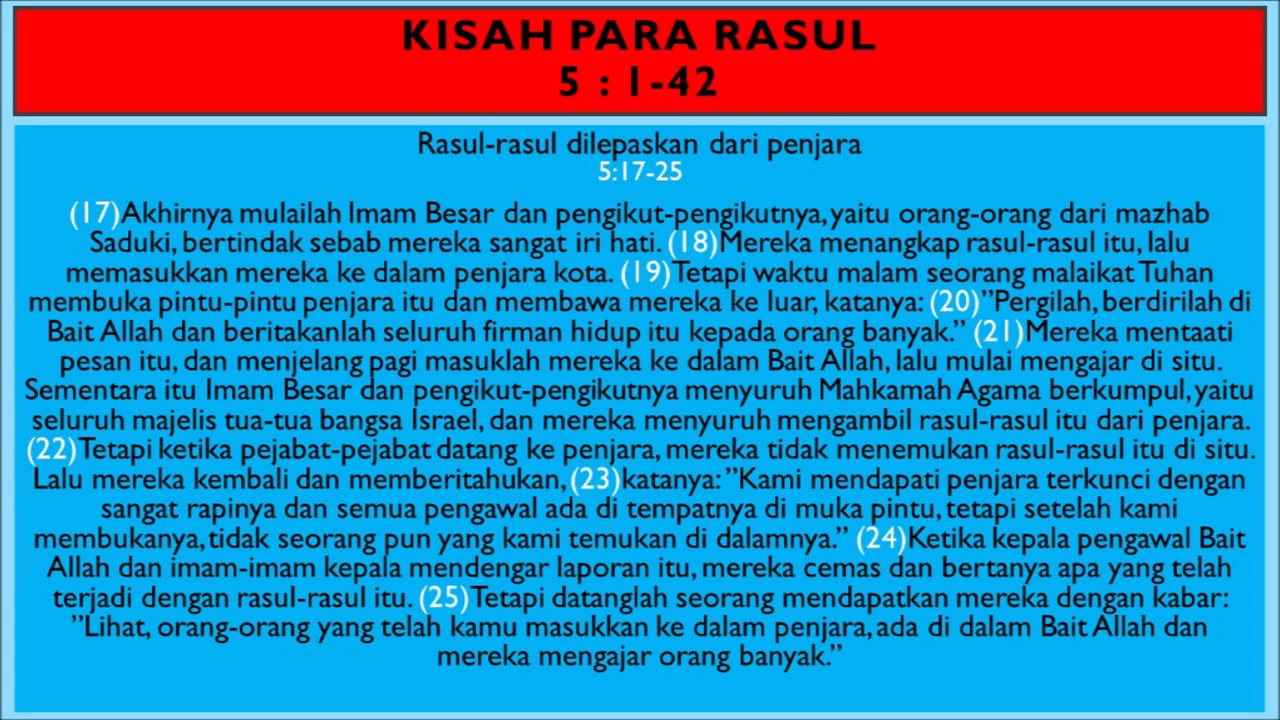 KISAH PARA RASUL
5 : 1-42
Rasul-rasul dilepaskan dari penjara
5:17-25
(17)Akhirnya mulailah Imam Besar dan pengikut-pengikutnya, yaitu orang-orang dari mazhab
Saduki, bertindak sebab mereka sangat iri hati. (18)Mereka menangkap rasul-rasul itu, lalu
memasukkan mereka ke dalam penjara kota. (19)Tetapi waktu malam seorang malaikat Tuhan
membuka pintu-pintu penjara itu dan membawa mereka ke luar, katanya: (20)”Pergilah, berdirilah di
Bait Allah dan beritakanlah seluruh firman hidup itu kepada orang banyak.” (21)Mereka mentaati
pesan itu, dan menjelang pagi masuklah mereka ke dalam Bait Allah, lalu mulai mengajar di situ.
Sementara itu Imam Besar dan pengikut-pengikutnya menyuruh Mahkamah Agama berkumpul, yaitu
seluruh majelis tua-tua bangsa Israel, dan mereka menyuruh mengambil rasul-rasul itu dari penjara.
(22)Tetapi ketika pejabat-pejabat datang ke penjara, mereka tidak menemukan rasul-rasul itu di situ.
Lalu mereka kembali dan memberitahukan, (23)katanya: ”Kami mendapati penjara terkunci dengan
sangat rapinya dan semua pengawal ada di tempatnya di muka pintu, tetapi setelah kami
membukanya, tidak seorang pun yang kami temukan di dalamnya.” (24)Ketika kepala pengawal Bait
Allah dan imam-imam kepala mendengar laporan itu, mereka cemas dan bertanya apa yang telah
terjadi dengan rasul-rasul itu. (25)Tetapi datanglah seorang mendapatkan mereka dengan kabar:
”Lihat, orang-orang yang telah kamu masukkan ke dalam penjara, ada di dalam Bait Allah dan
mereka mengajar orang banyak.”